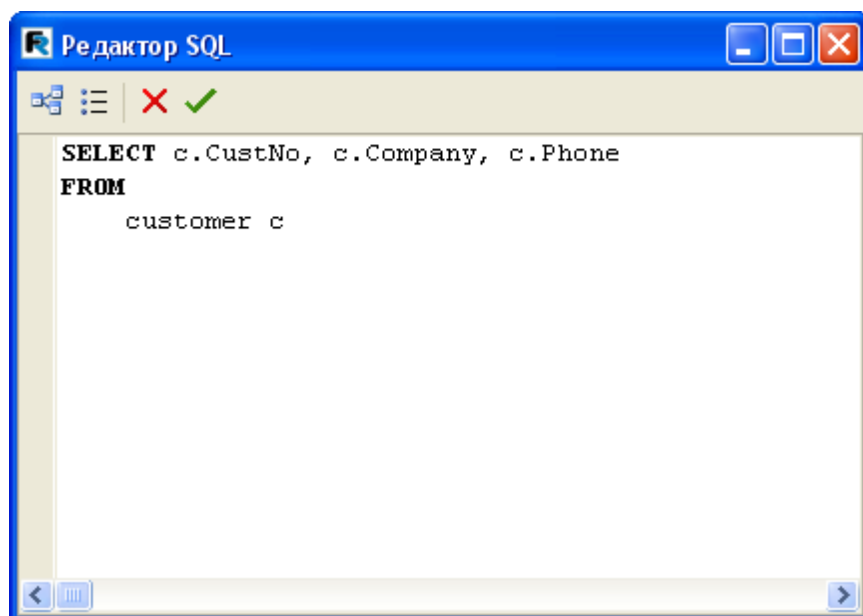 Редактор SQL
SELECT c.CustNo, c.Company, c.Phone
FROM
customer c